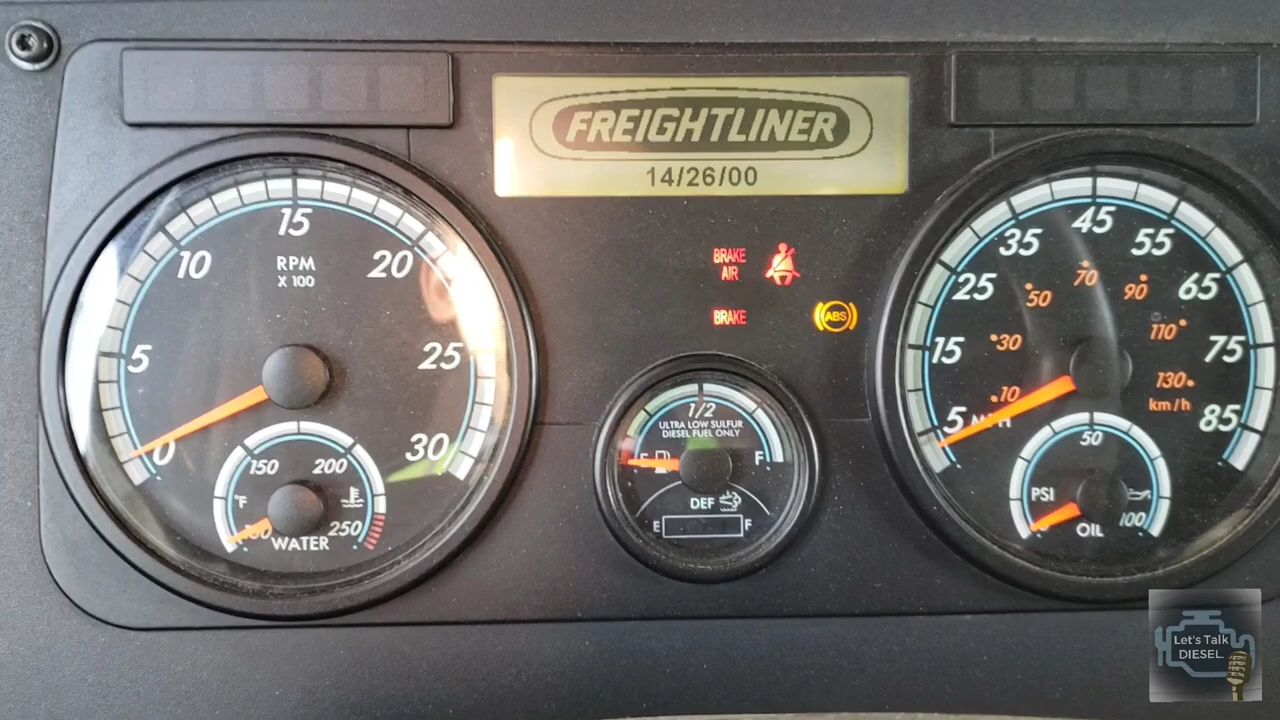 FREIGHTLINER
14/26/00
0
5
10
15
20
25
30
RPM
X 100
150
200
250
°F
WATER
BRAKE
AIR
BRAKE
ABS
1/2
ULTRA LOW SULFUR
DIESEL FUEL ONLY
E
F
DEF
E
F
5
15
25
35
45
55
65
75
85
MPH
10
30
50
70
90
110
130
km/h
50
PSI
100
OIL
Let's Talk
DIESEL.